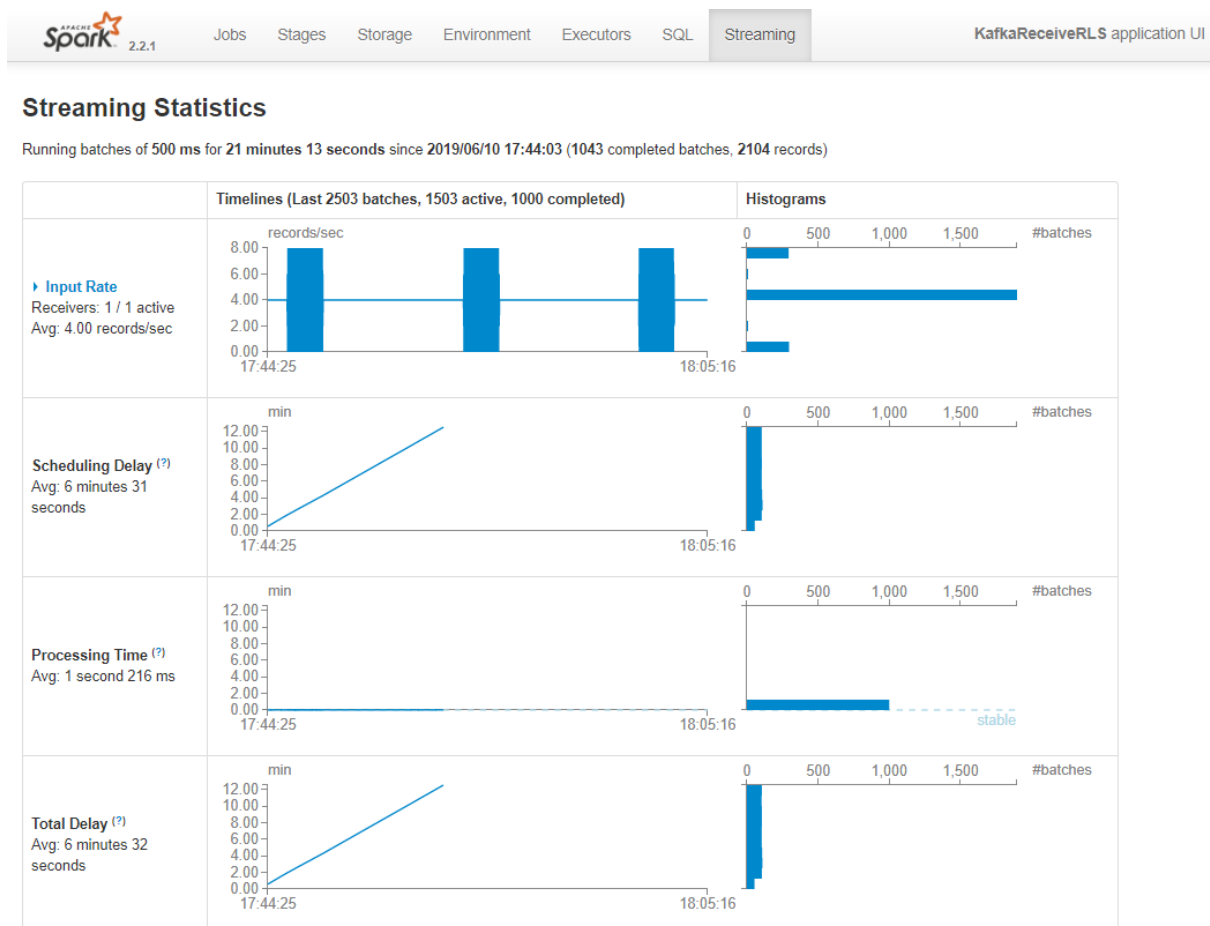 APACHE Spark 2.2.1 Jobs Stages Storage Environment Executors SQL Streaming KafkaReceiveRLS application UI
Streaming Statistics
Running batches of 500 ms for 21 minutes 13 seconds since 2019/06/10 17:44:03 (1043 completed batches, 2104 records)
Timelines (Last 2503 batches, 1503 active, 1000 completed) Histograms
Input Rate
Receivers: 1 / 1 active
Avg: 4.00 records/sec
records/sec
8.00
6.00
4.00
2.00
0.00
17:44:25 18:05:16
0 500 1,000 1,500 #batches
Scheduling Delay (?)
Avg: 6 minutes 31
seconds
min
12.00
10.00
8.00
6.00
4.00
2.00
0.00
17:44:25 18:05:16
0 500 1,000 1,500 #batches
Processing Time (?)
Avg: 1 second 216 ms
min
12.00
10.00
8.00
6.00
4.00
2.00
0.00
17:44:25 18:05:16
0 500 1,000 1,500 #batches
stable
Total Delay (?)
Avg: 6 minutes 32
seconds
min
12.00
10.00
8.00
6.00
4.00
2.00
0.00
17:44:25 18:05:16
0 500 1,000 1,500 #batches